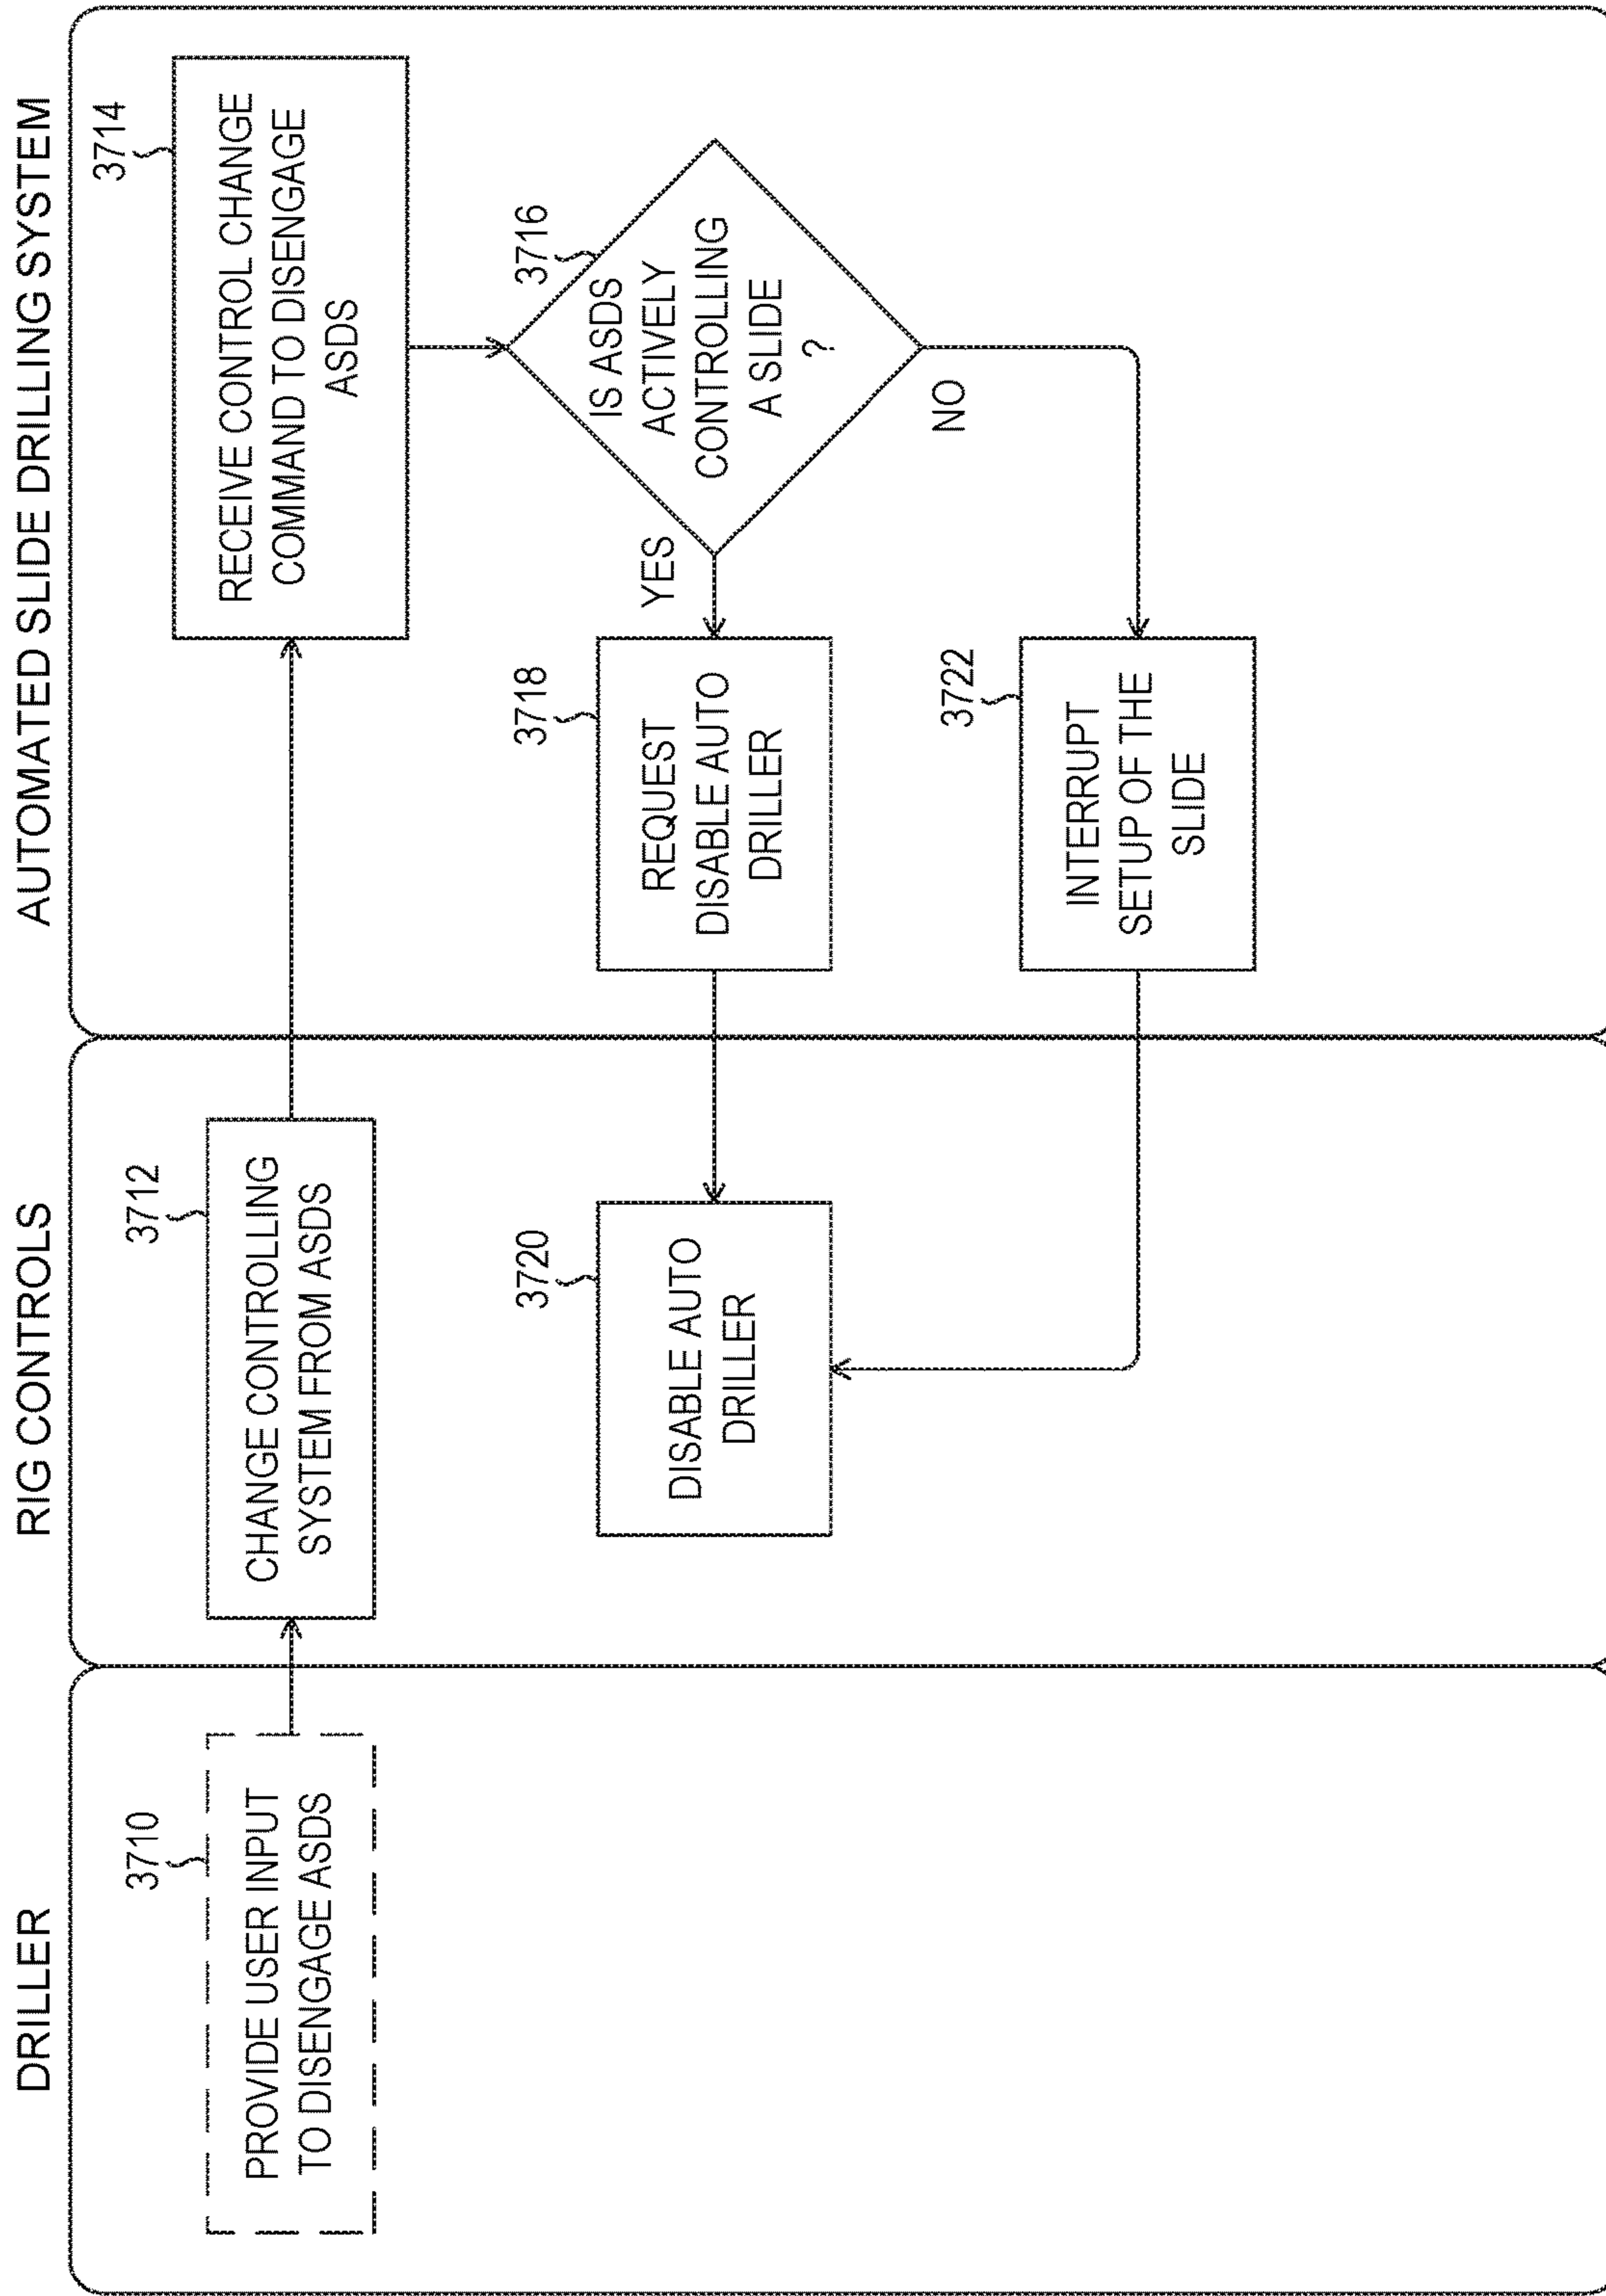 DRILLER
RIG CONTROLS
AUTOMATED SLIDE DRILLING SYSTEM
3710
PROVIDE USER INPUT
TO DISENGAGE ASDS
3712
CHANGE CONTROLLING
SYSTEM FROM ASDS
3714
RECEIVE CONTROL CHANGE
COMMAND TO DISENGAGE
ASDS
3716
IS ASDS
ACTIVELY
CONTROLLING
A SLIDE
?
YES
NO
3718
REQUEST
DISABLE AUTO
DRILLER
3720
DISABLE AUTO
DRILLER
3722
INTERRUPT
SETUP OF THE
SLIDE